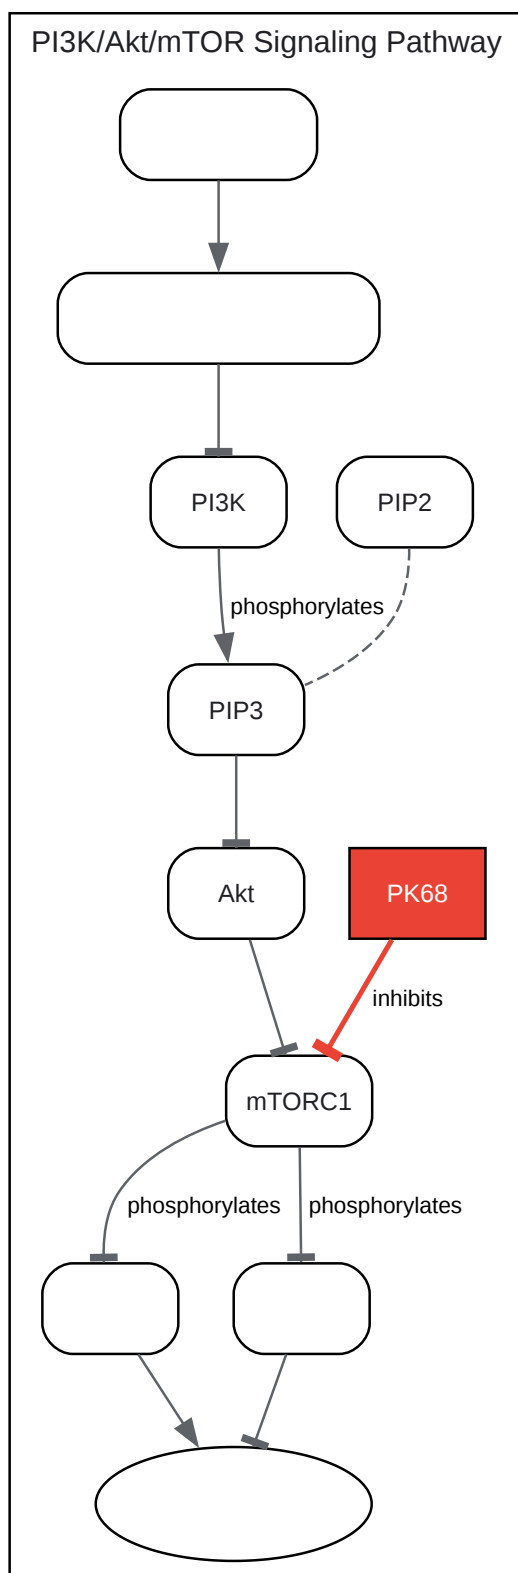 PI3K/Akt/mTOR Signaling Pathway
PI3K
PIP2
phosphorylates
PIP3
Akt
PK68
inhibits
mTORC1
phosphorylates
phosphorylates